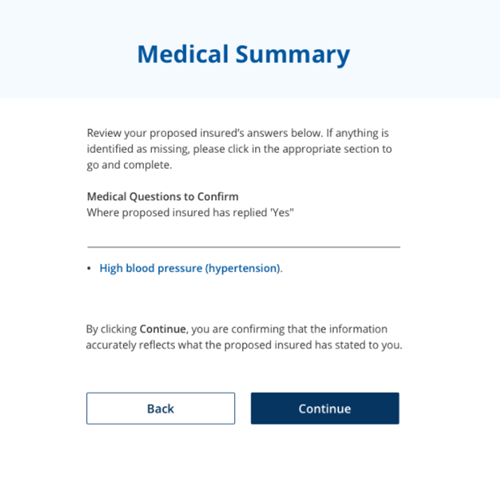 Medical Summary
Review your proposed insured's answers below. If anything is
identified as missing, please click in the appropriate section to
go and complete.
Medical Questions to Confirm
Where proposed insured has replied 'Yes"
• High blood pressure (hypertension).
By clicking Continue, you are confirming that the information
accurately reflects what the proposed insured has stated to you.
Back
Continue